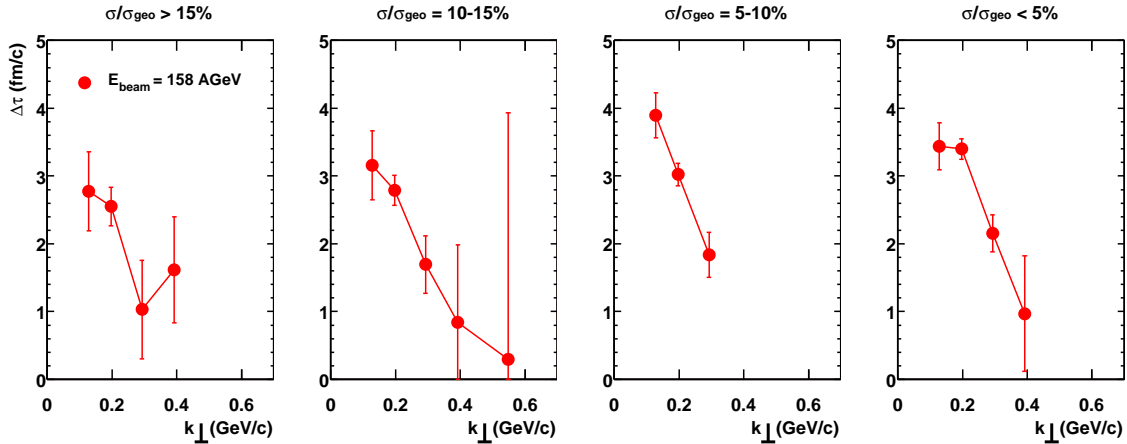 σ/σgeo > 15%
σ/σgeo = 10-15%
σ/σgeo = 5-10%
σ/σgeo < 5%
Δτ (fm/c)
E_beam = 158 AGeV
5
4
3
2
1
0
0 0.2 0.4 0.6
k⊥(GeV/c)
5
4
3
2
1
0
0 0.2 0.4 0.6
k⊥(GeV/c)
5
4
3
2
1
0
0 0.2 0.4 0.6
k⊥(GeV/c)
5
4
3
2
1
0
0 0.2 0.4 0.6
k⊥(GeV/c)